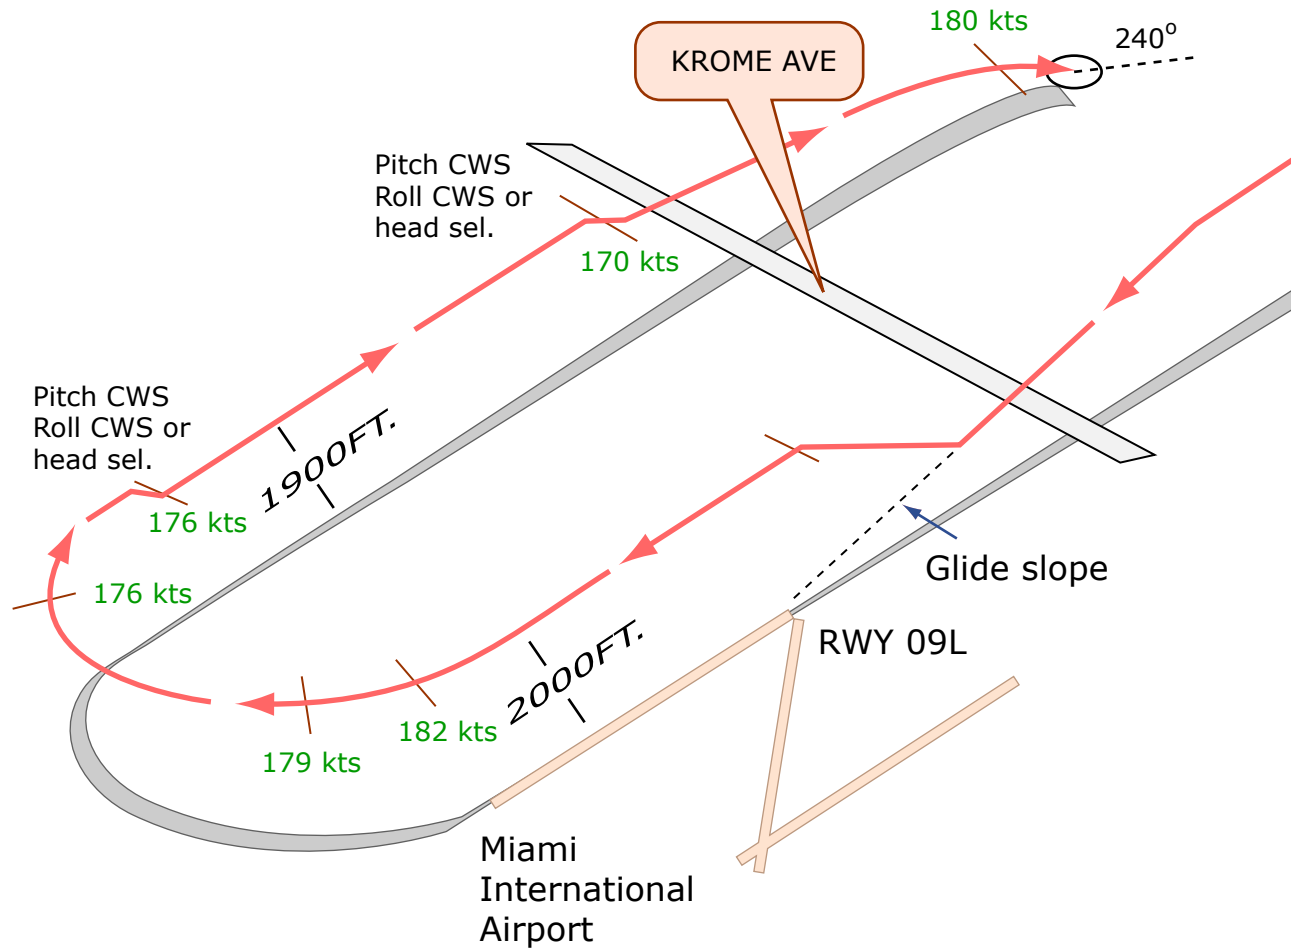 180 kts
240°
KROME AVE
Pitch CWS
Roll CWS or
head sel.
170 kts
Pitch CWS
Roll CWS or
head sel.
1900FT.
176 kts
176 kts
Glide slope
RWY 09L
2000FT.
182 kts
179 kts
Miami
International
Airport